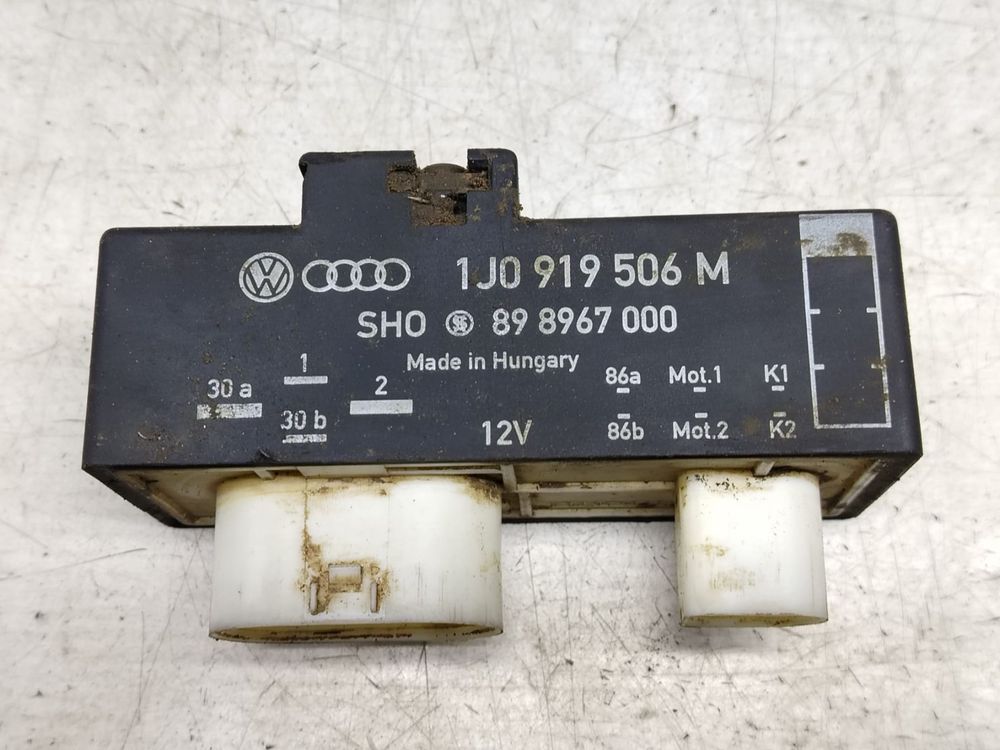 1J0 919 506 M
SHO 89 8967 000
Made in Hungary
30 a 1 2 86a Mot.1 K1
30 b 12V 86b Mot.2 K2